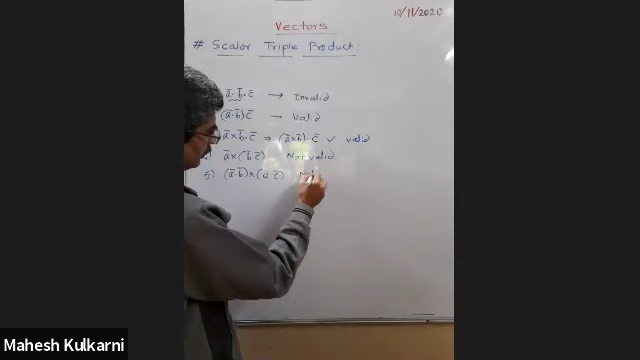 10/11/2020
Vectors
# Scalar Triple Product
ā · b̄ · c̄ → Invalid
(ā · b̄) c̄ → Valid
ā × b̄ · c̄ ⇒ (ā × b̄) · c̄ ✓ valid
ā × (b̄ · c̄) Not valid
5) (ā · b̄) × (ā · c̄)
Mahesh Kulkarni